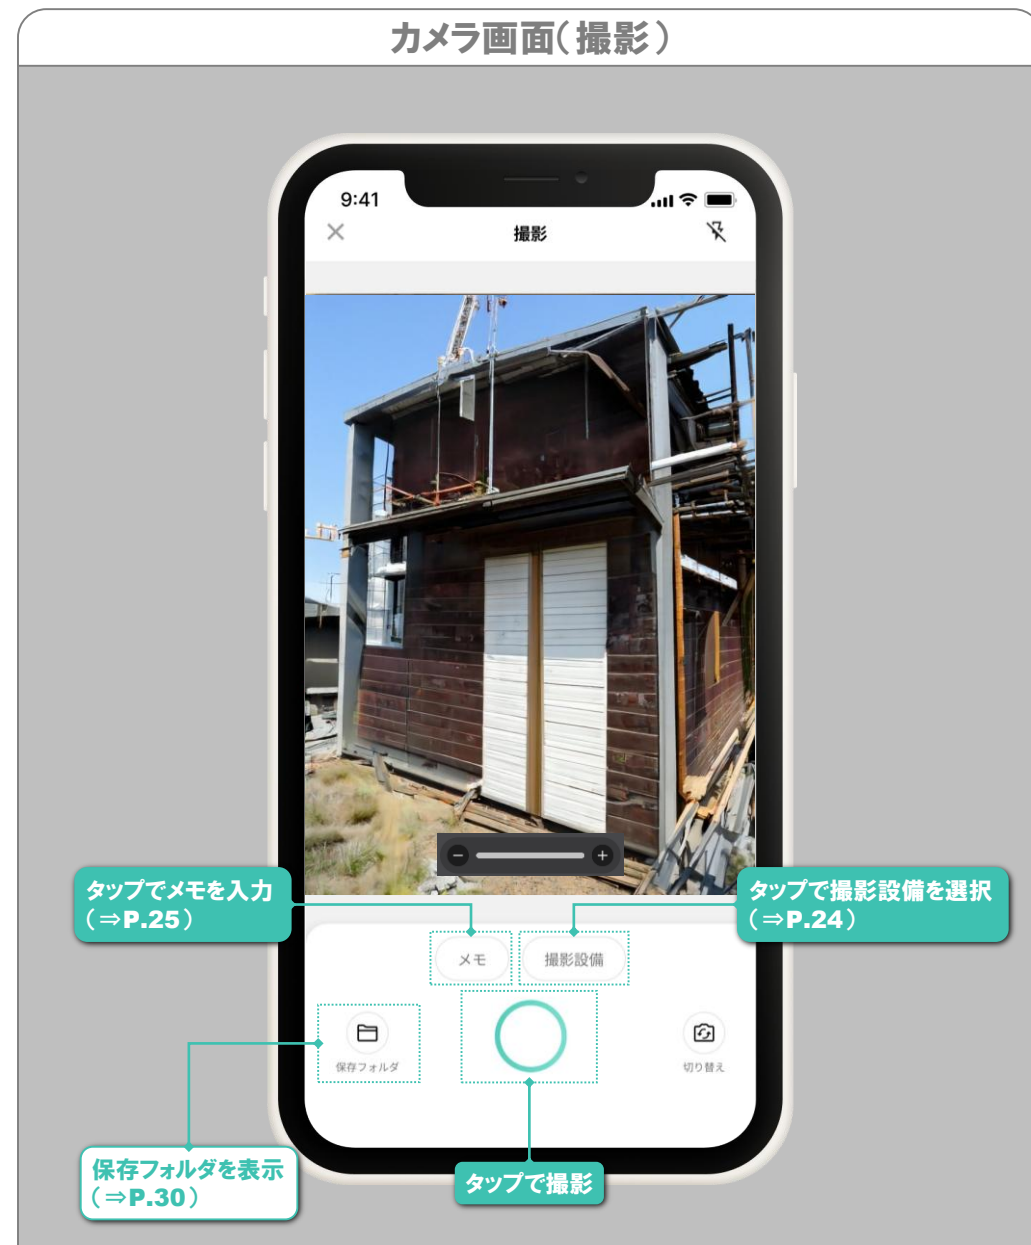 カメラ画面（撮影）
9:41
撮影
タップでメモを入力
（⇒P.25）
タップで撮影設備を選択
（⇒P.24）
メモ
撮影設備
保存フォルダ
切り替え
保存フォルダを表示
（⇒P.30）
タップで撮影